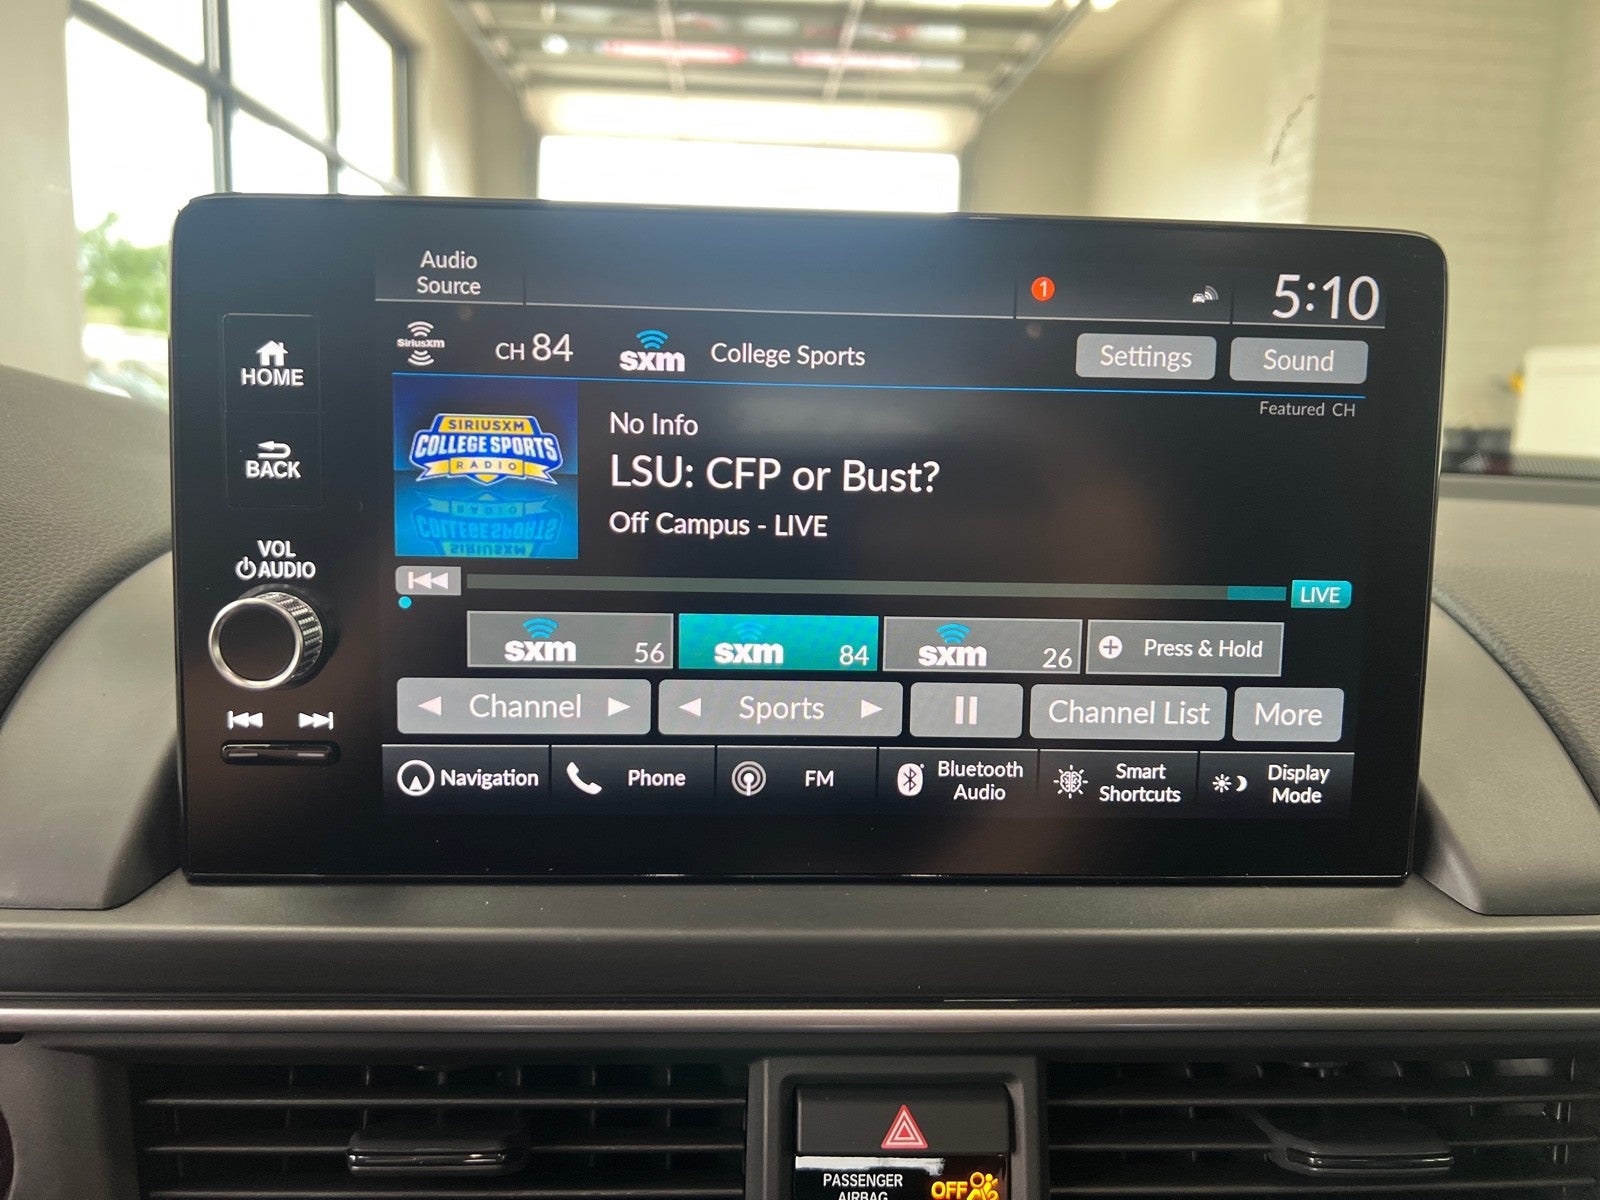 Audio
Source
1
5:10
HOME
BACK
VOL
AUDIO
SiriusXM
CH 84
sxm
College Sports
Settings
Sound
Featured CH
SIRIUSXM
COLLEGE SPORTS
RADIO
No Info
LSU: CFP or Bust?
Off Campus - LIVE
LIVE
sxm 56
sxm 84
sxm 26
Press & Hold
Channel
Sports
Channel List
More
Navigation
Phone
FM
Bluetooth
Audio
Smart
Shortcuts
Display
Mode
PASSENGER
AIRBAG
OFF